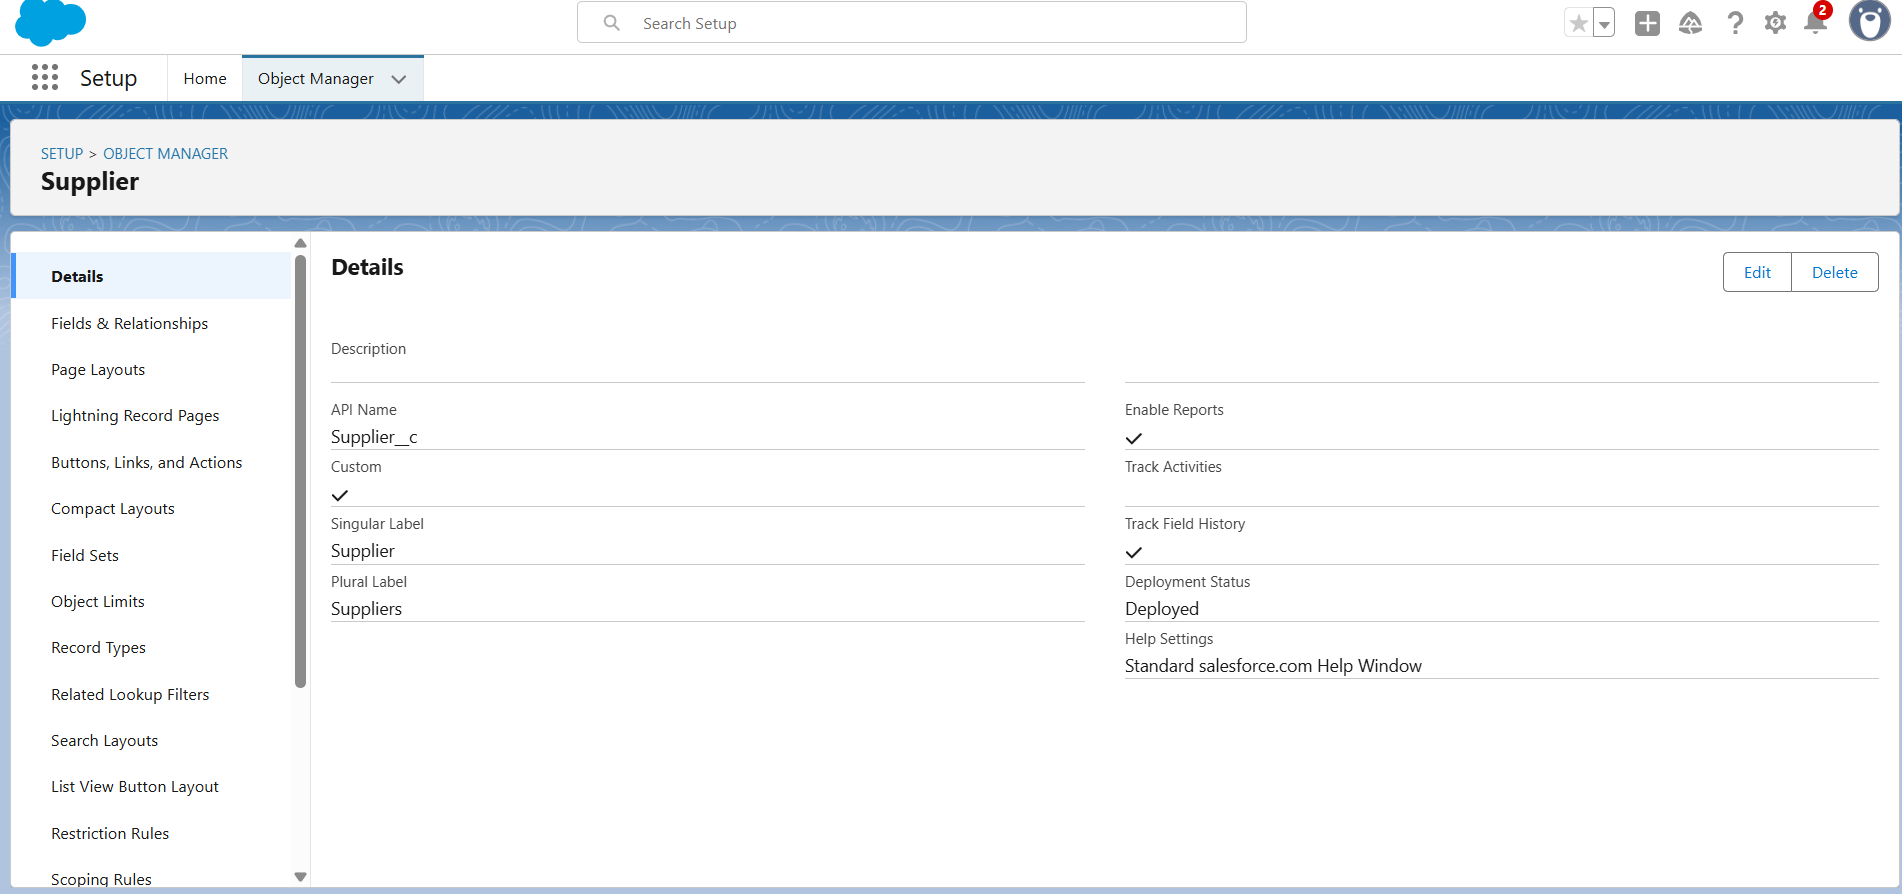 Search Setup
2
Setup
Home
Object Manager
SETUP > OBJECT MANAGER
Supplier
Details
Fields & Relationships
Page Layouts
Lightning Record Pages
Buttons, Links, and Actions
Compact Layouts
Field Sets
Object Limits
Record Types
Related Lookup Filters
Search Layouts
List View Button Layout
Restriction Rules
Scoping Rules
Details
Edit
Delete
Description
API Name
Supplier__c
Custom
Singular Label
Supplier
Plural Label
Suppliers
Enable Reports
Track Activities
Track Field History
Deployment Status
Deployed
Help Settings
Standard salesforce.com Help Window